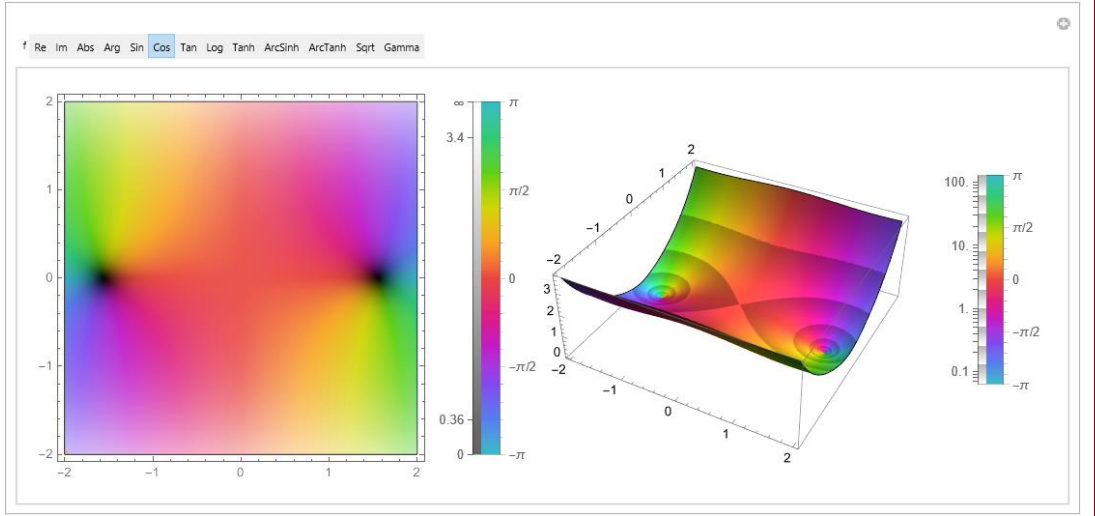 f Re Im Abs Arg Sin Cos Tan Log Tanh ArcSinh ArcTanh Sqrt Gamma
2
1
0
−1
−2
−2 −1 0 1 2
∞
3.4
0.36
0
π
π/2
0
−π/2
−π
2
1
0
−1
−2
3
2
1
0
−2
−1
0
1
2
100.
10.
1.
0.1
π
π/2
0
−π/2
−π